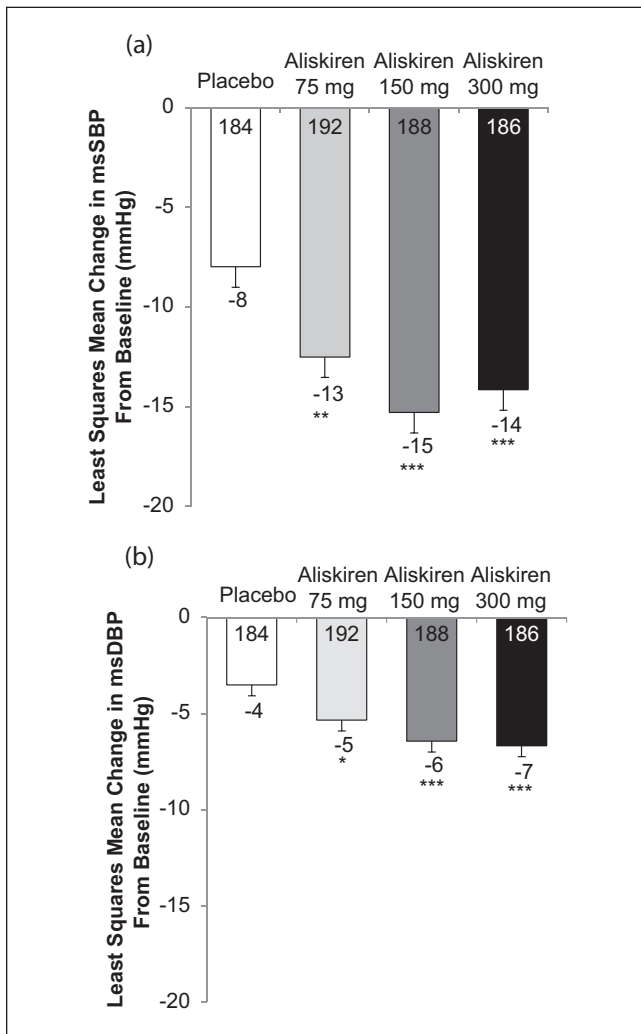 (a)
Placebo
Aliskiren
75 mg
Aliskiren
150 mg
Aliskiren
300 mg
Least Squares Mean Change in msSBP
From Baseline (mmHg)
0
-5
-10
-15
-20
184
192
188
186
-8
-13
**
-15
***
-14
***
(b)
Placebo
Aliskiren
75 mg
Aliskiren
150 mg
Aliskiren
300 mg
Least Squares Mean Change in msDBP
From Baseline (mmHg)
0
-5
-10
-15
-20
184
192
188
186
-4
-5
*
-6
***
-7
***